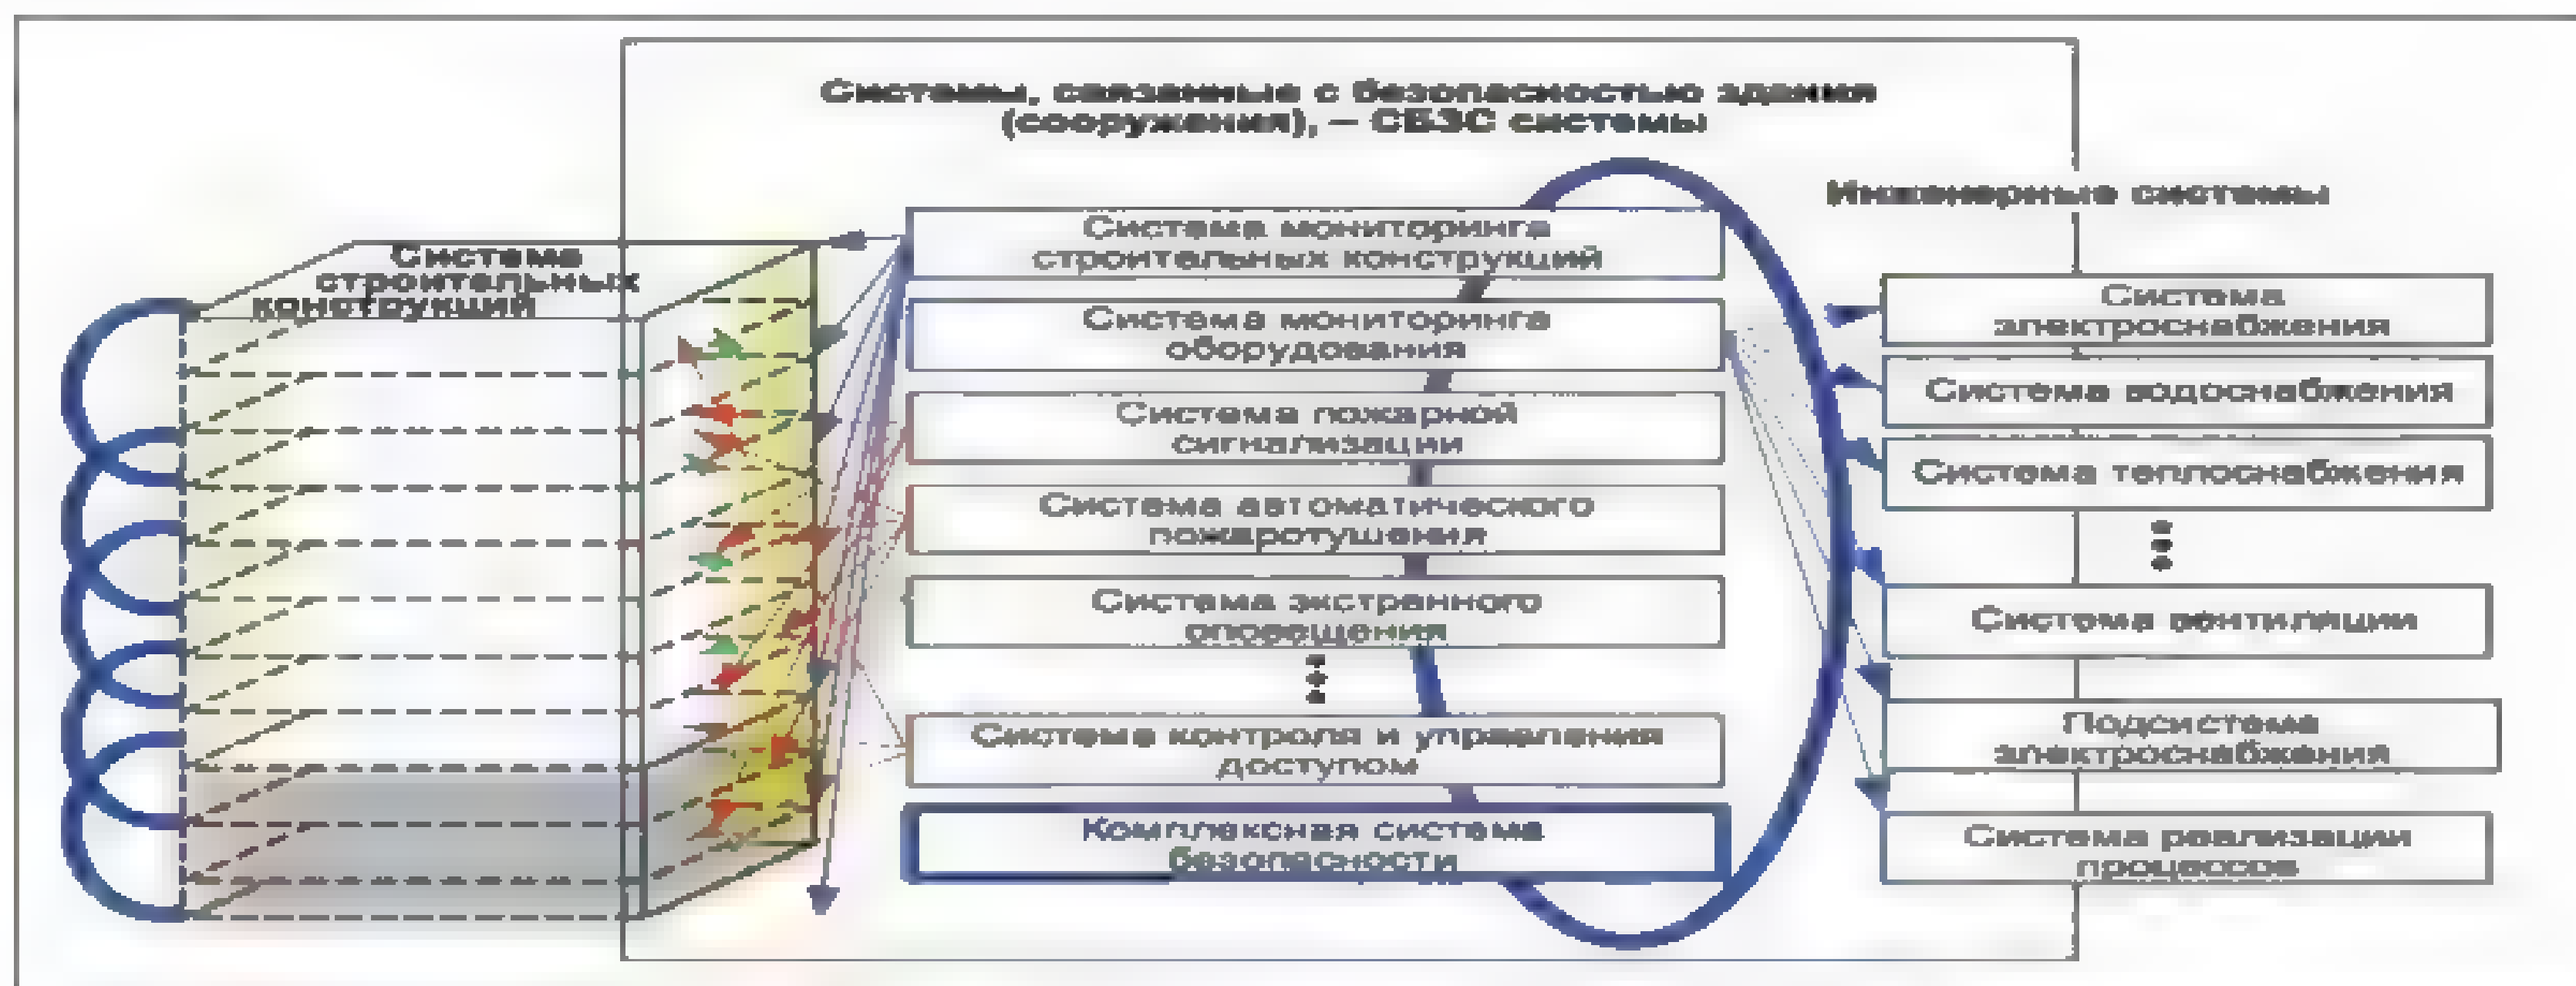 Системы, связанные с безопасностью здания
(сооружения), – СБЗС системы
Инженерные системы
Система
строительных
конструкций
Система мониторинга
строительных конструкций
Система мониторинга
оборудования
Система пожарной
сигнализации
Система автоматического
пожаротушения
Система экстренного
оповещения
Система контроля и управления
доступом
Комплексная система
безопасности
Система
электроснабжения
Система водоснабжения
Система теплоснабжения
Система вентиляции
Подсистема
электроснабжения
Система реализации
процессов